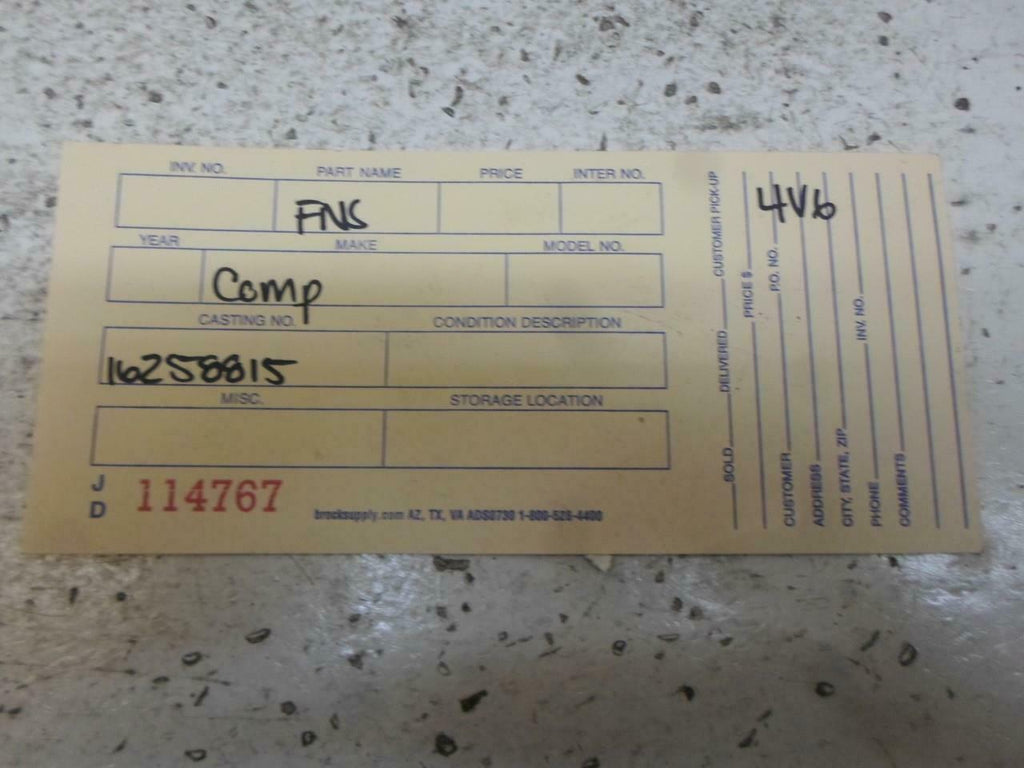 INV. NO. PART NAME PRICE INTER NO.
FNS
YEAR MAKE MODEL NO.
Comp
CASTING NO. CONDITION DESCRIPTION
16258815
MISC. STORAGE LOCATION
JD 114767
brocksupply.com AZ, TX, VA ADS8730 1-800-528-4400
SOLD DELIVERED CUSTOMER PICK-UP
PRICE $
4V6
CUSTOMER P.O. NO.
ADDRESS
CITY, STATE, ZIP
PHONE INV. NO.
COMMENTS